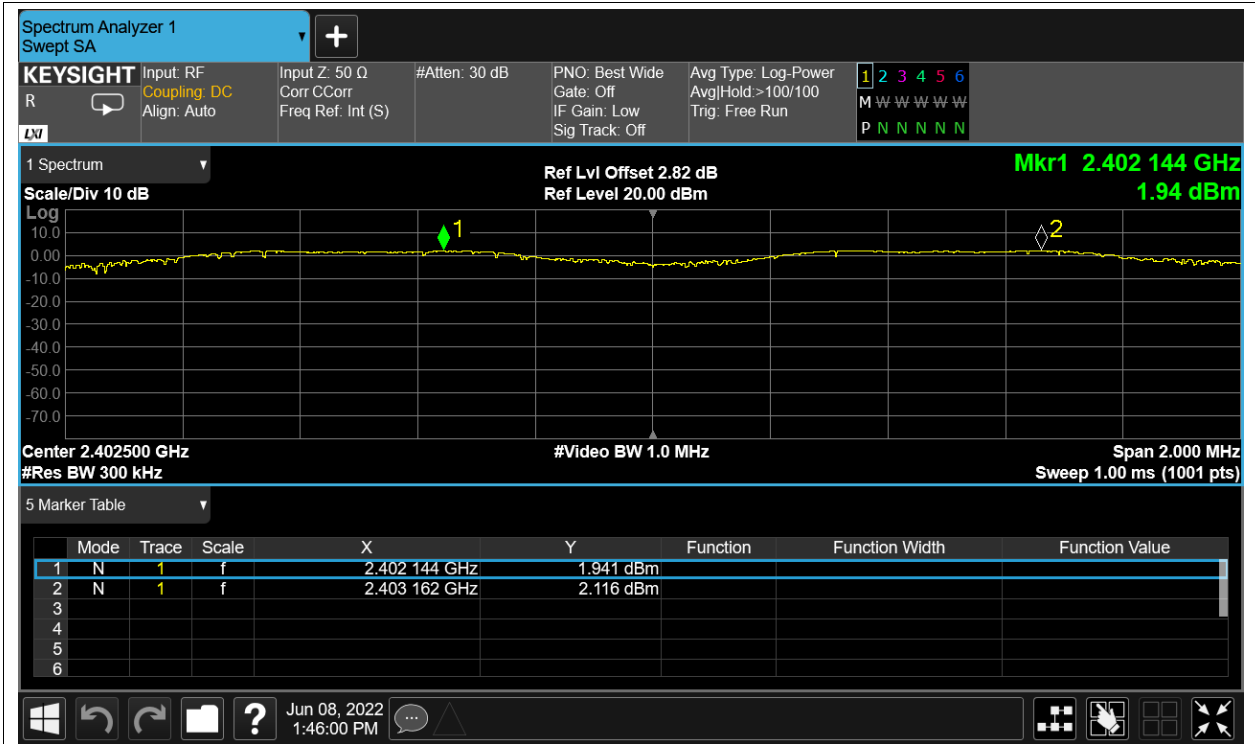 Spectrum Analyzer 1
Swept SA
KEYSIGHT
R
LXI
Input: RF
Coupling: DC
Align: Auto
Input Z: 50 Ω
Corr CCorr
Freq Ref: Int (S)
#Atten: 30 dB
PNO: Best Wide
Gate: Off
IF Gain: Low
Sig Track: Off
Avg Type: Log-Power
Avg|Hold:>100/100
Trig: Free Run
1 2 3 4 5 6
M W W W W W
P N N N N N
1 Spectrum
Scale/Div 10 dB
Ref Lvl Offset 2.82 dB
Ref Level 20.00 dBm
Mkr1 2.402 144 GHz
1.94 dBm
Log
10.0
0.00
-10.0
-20.0
-30.0
-40.0
-50.0
-60.0
-70.0
1
2
Center 2.402500 GHz
#Res BW 300 kHz
#Video BW 1.0 MHz
Span 2.000 MHz
Sweep 1.00 ms (1001 pts)
5 Marker Table
Mode Trace Scale X Y Function Function Width Function Value
1 N 1 f 2.402 144 GHz 1.941 dBm
2 N 1 f 2.403 162 GHz 2.116 dBm
3
4
5
6
?
Jun 08, 2022
1:46:00 PM